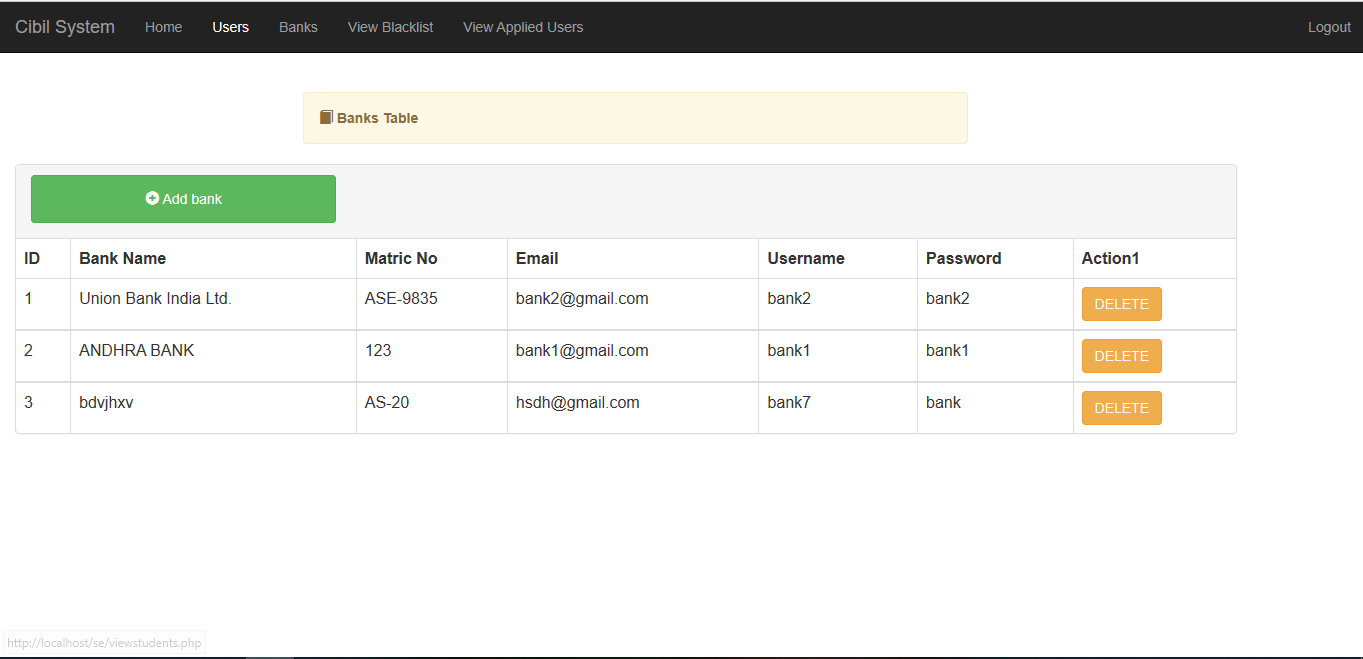 Cibil System Home Users Banks View Blacklist View Applied Users Logout
Banks Table
Add bank
ID Bank Name Matric No Email Username Password Action1
1 Union Bank India Ltd. ASE-9835 bank2@gmail.com bank2 bank2 DELETE
2 ANDHRA BANK 123 bank1@gmail.com bank1 bank1 DELETE
3 bdvjhxv AS-20 hsdh@gmail.com bank7 bank DELETE
http://localhost/se/viewstudents.php